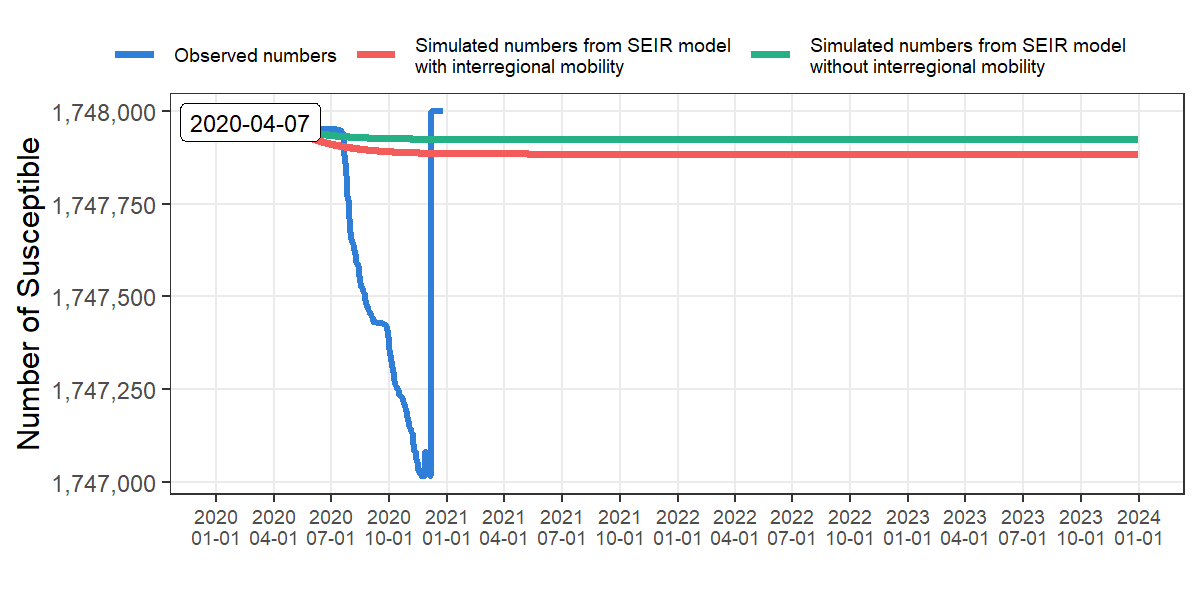 Observed numbers
Simulated numbers from SEIR model
with interregional mobility
Simulated numbers from SEIR model
without interregional mobility
Number of Susceptible
1,748,000
1,747,750
1,747,500
1,747,250
1,747,000
2020-04-07
2020 2020 2020 2020 2021 2021 2021 2021 2022 2022 2022 2022 2023 2023 2023 2023 2024
01-01 04-01 07-01 10-01 01-01 04-01 07-01 10-01 01-01 04-01 07-01 10-01 01-01 04-01 07-01 10-01 01-01